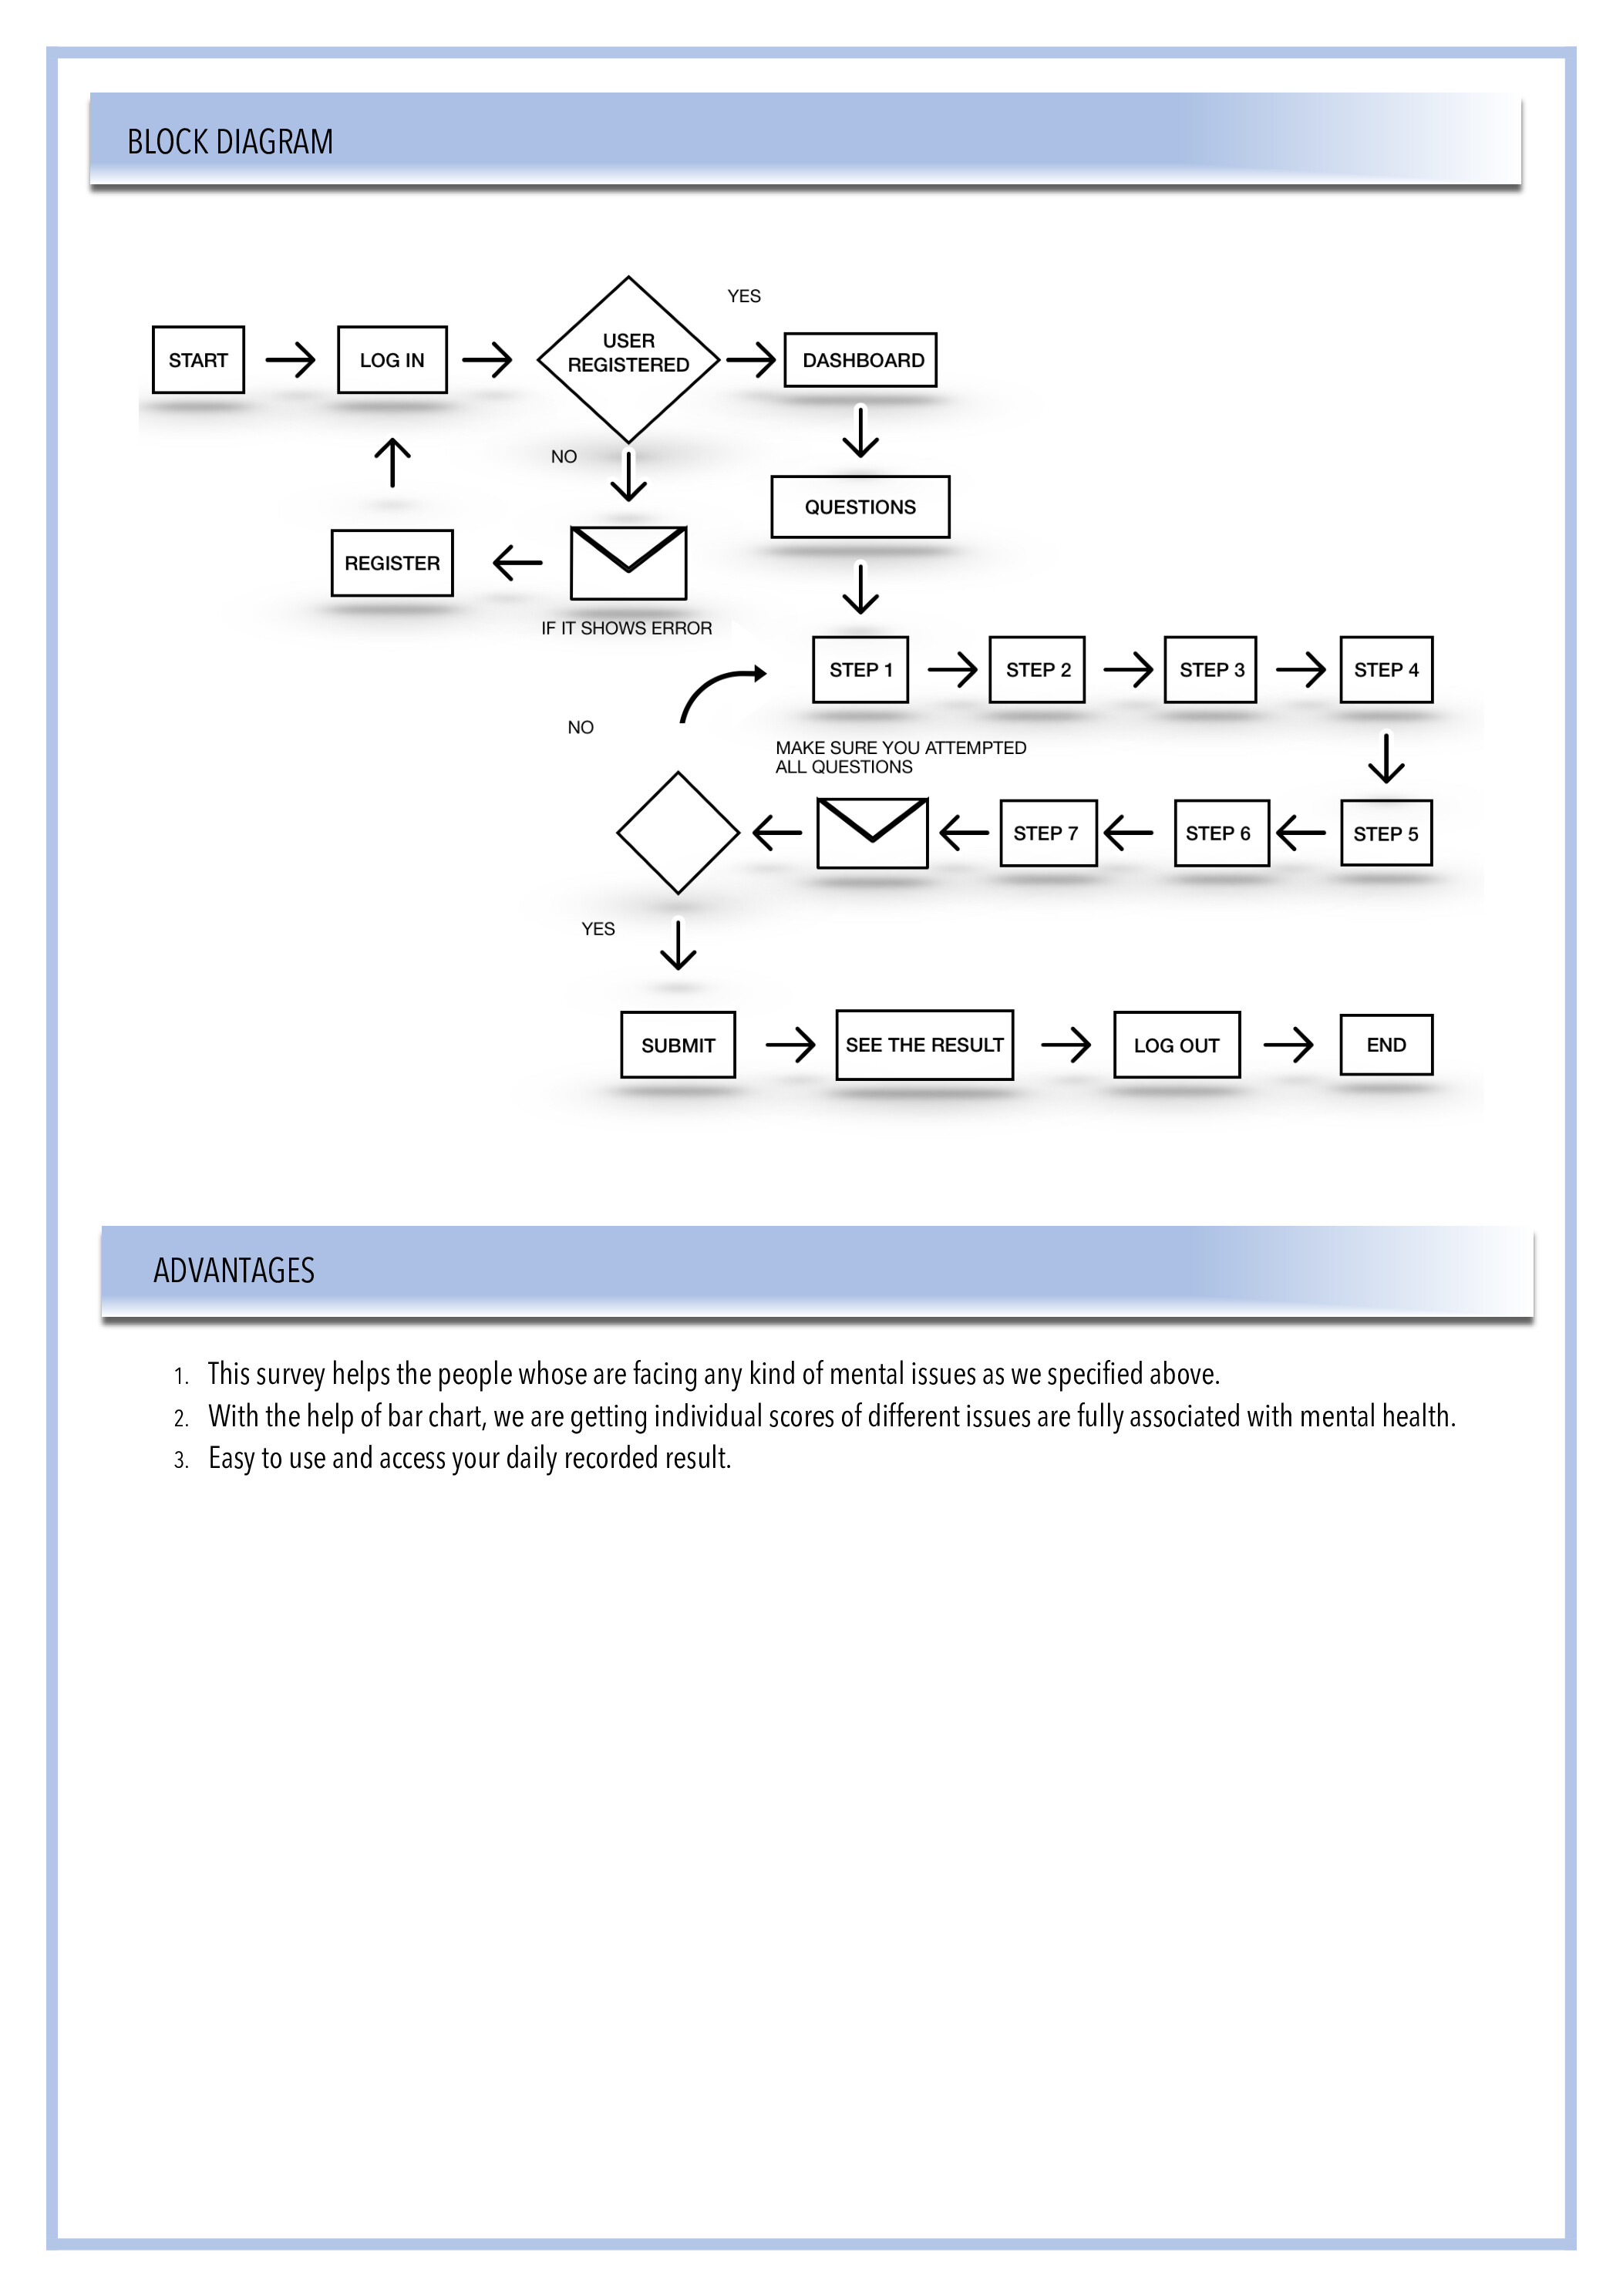 BLOCK DIAGRAM
YES
START
LOG IN
USER
REGISTERED
DASHBOARD
NO
QUESTIONS
REGISTER
IF IT SHOWS ERROR
STEP 1
STEP 2
STEP 3
STEP 4
NO
MAKE SURE YOU ATTEMPTED
ALL QUESTIONS
STEP 7
STEP 6
STEP 5
YES
SUBMIT
SEE THE RESULT
LOG OUT
END
ADVANTAGES
1. This survey helps the people whose are facing any kind of mental issues as we specified above.
2. With the help of bar chart, we are getting individual scores of different issues are fully associated with mental health.
3. Easy to use and access your daily recorded result.